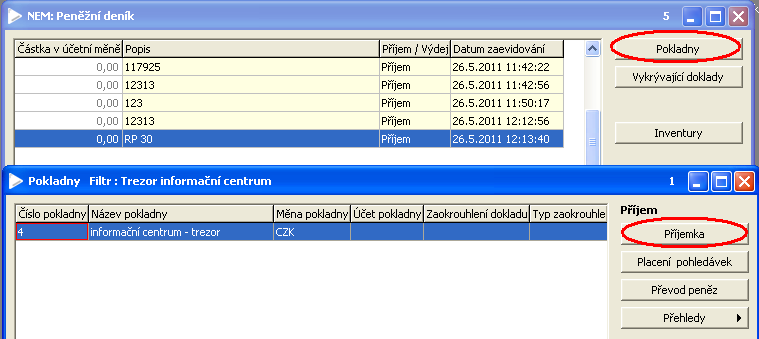 NEM: Peněžní deník 5
Částka v účetní měně Popis Příjem / Výdej Datum zaevidování
0,00 117925 Příjem 26.5.2011 11:42:22
0,00 12313 Příjem 26.5.2011 11:42:56
0,00 123 Příjem 26.5.2011 11:50:17
0,00 12313 Příjem 26.5.2011 12:12:56
0,00 RP 30 Příjem 26.5.2011 12:13:40
Pokladny
Vykrývající doklady
Inventury
Pokladny Filtr : Trezor informační centrum 1
Číslo pokladny Název pokladny Měna pokladny Účet pokladny Zaokrouhlení dokladu Typ zaokrouhle
4 informační centrum - trezor CZK
Příjem
Příjemka
Placení pohledávek
Převod peněz
Přehledy